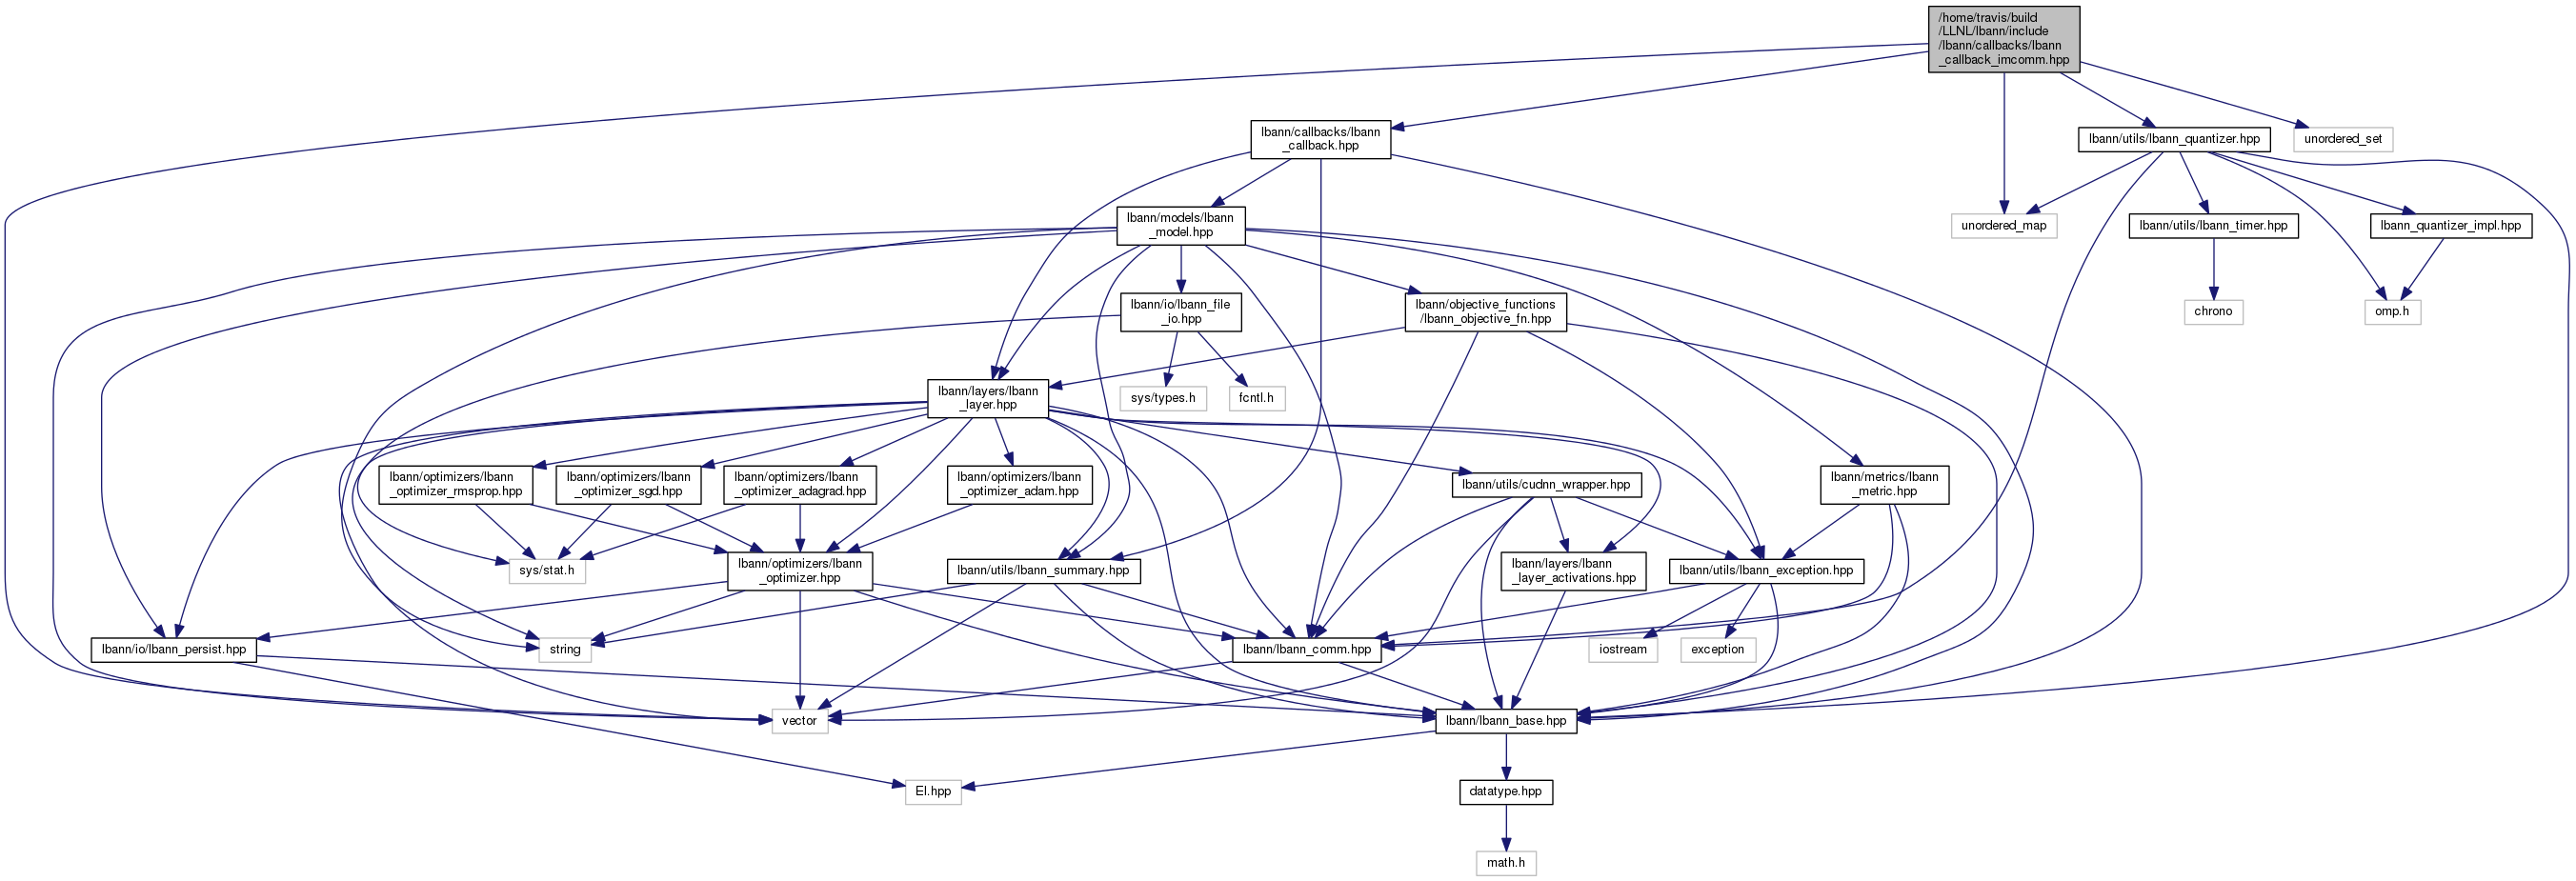 /home/travis/build
/LLNL/lbann/include
/lbann/callbacks/lbann
_callback_imcomm.hpp
lbann/callbacks/lbann
_callback.hpp
lbann/utils/lbann_quantizer.hpp
unordered_set
lbann/models/lbann
_model.hpp
unordered_map
lbann/utils/lbann_timer.hpp
lbann_quantizer_impl.hpp
lbann/io/lbann_file
_io.hpp
lbann/objective_functions
/lbann_objective_fn.hpp
chrono
omp.h
lbann/layers/lbann
_layer.hpp
sys/types.h
fcntl.h
lbann/optimizers/lbann
_optimizer_rmsprop.hpp
lbann/optimizers/lbann
_optimizer_sgd.hpp
lbann/optimizers/lbann
_optimizer_adagrad.hpp
lbann/optimizers/lbann
_optimizer_adam.hpp
lbann/utils/cudnn_wrapper.hpp
lbann/metrics/lbann
_metric.hpp
sys/stat.h
lbann/optimizers/lbann
_optimizer.hpp
lbann/utils/lbann_summary.hpp
lbann/layers/lbann
_layer_activations.hpp
lbann/utils/lbann_exception.hpp
lbann/io/lbann_persist.hpp
string
lbann/lbann_comm.hpp
iostream
exception
vector
lbann/lbann_base.hpp
El.hpp
datatype.hpp
math.h